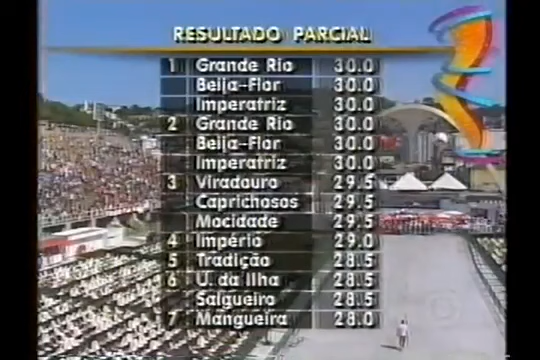 RESULTADO PARCIAL
1 Grande Rio 30.0
Beija-Flor 30.0
Imperatriz 30.0
2 Grande Rio 30.0
Beija-Flor 30.0
Imperatriz 30.0
3 Viradouro 29.5
Caprichosos 29.5
Mocidade 29.5
4 Império 29.0
5 Tradição 28.5
6 U. da Ilha 28.5
Salgueiro 28.5
7 Mangueira 28.0